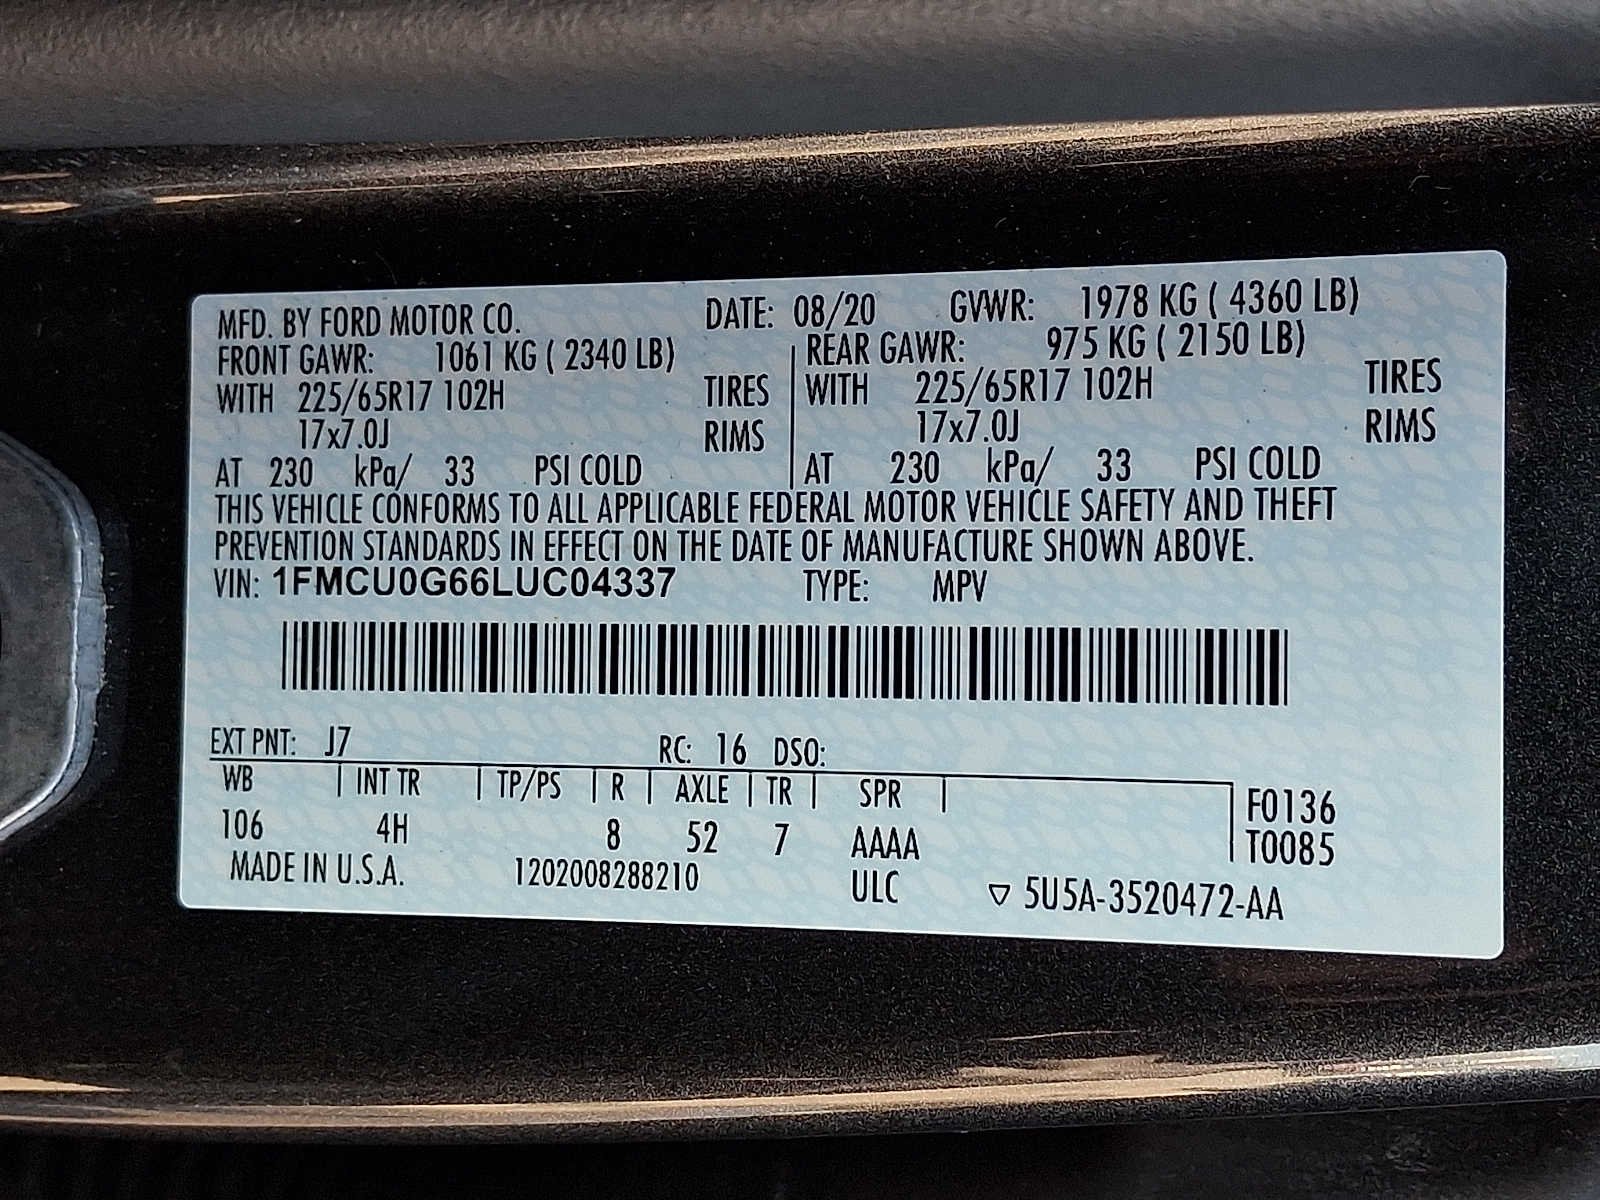 MFD. BY FORD MOTOR CO. DATE: 08/20 GVWR: 1978 KG ( 4360 LB)
FRONT GAWR: 1061 KG ( 2340 LB) REAR GAWR: 975 KG ( 2150 LB)
WITH 225/65R17 102H TIRES WITH 225/65R17 102H TIRES
17x7.0J RIMS 17x7.0J RIMS
AT 230 kPa/ 33 PSI COLD AT 230 kPa/ 33 PSI COLD
THIS VEHICLE CONFORMS TO ALL APPLICABLE FEDERAL MOTOR VEHICLE SAFETY AND THEFT
PREVENTION STANDARDS IN EFFECT ON THE DATE OF MANUFACTURE SHOWN ABOVE.
VIN: 1FMCU0G66LUC04337 TYPE: MPV
EXT PNT: J7 RC: 16 DSO:
WB INT TR TP/PS R AXLE TR SPR F0136
106 4H 8 52 7 AAAA T0085
MADE IN U.S.A. 1202008288210 ULC ▽ 5U5A-3520472-AA